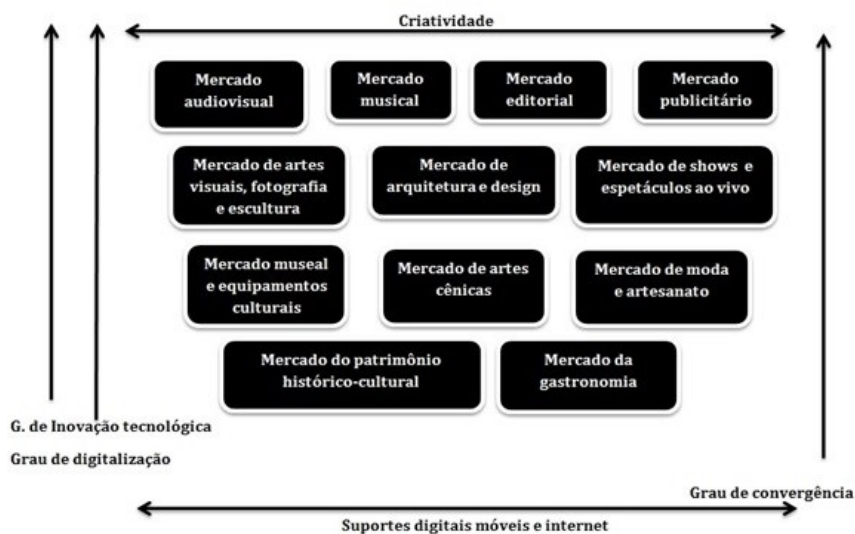 Criatividade
Mercado
audiovisual
Mercado
musical
Mercado
editorial
Mercado
publicitário
Mercado de artes
visuais, fotografia
e escultura
Mercado de
arquitetura e design
Mercado de shows e
espetáculos ao vivo
Mercado museal
e equipamentos
culturais
Mercado de artes
cênicas
Mercado de moda
e artesanato
Mercado do patrimônio
histórico-cultural
Mercado da
gastronomia
G. de Inovação tecnológica
Grau de digitalização
Grau de convergência
Suportes digitais móveis e internet